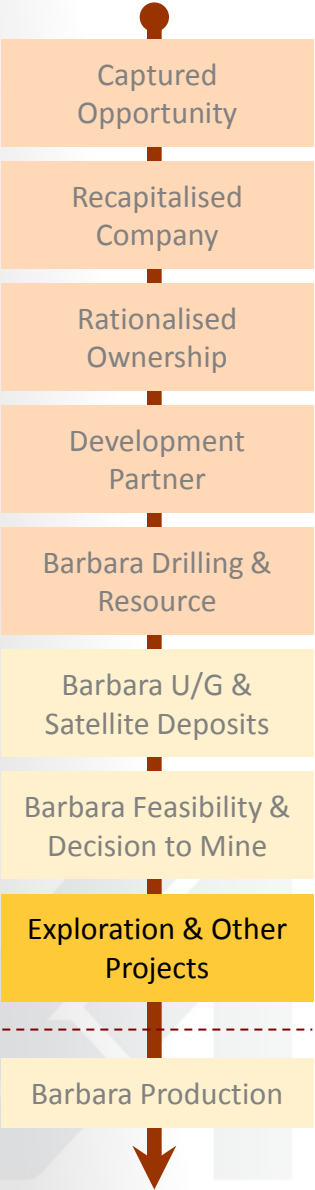 Captured
Opportunity
Recapitalised
Company
Rationalised
Ownership
Development
Partner
Barbara Drilling &
Resource
Barbara U/G &
Satellite Deposits
Barbara Feasibility &
Decision to Mine
Exploration & Other
Projects
Barbara Production